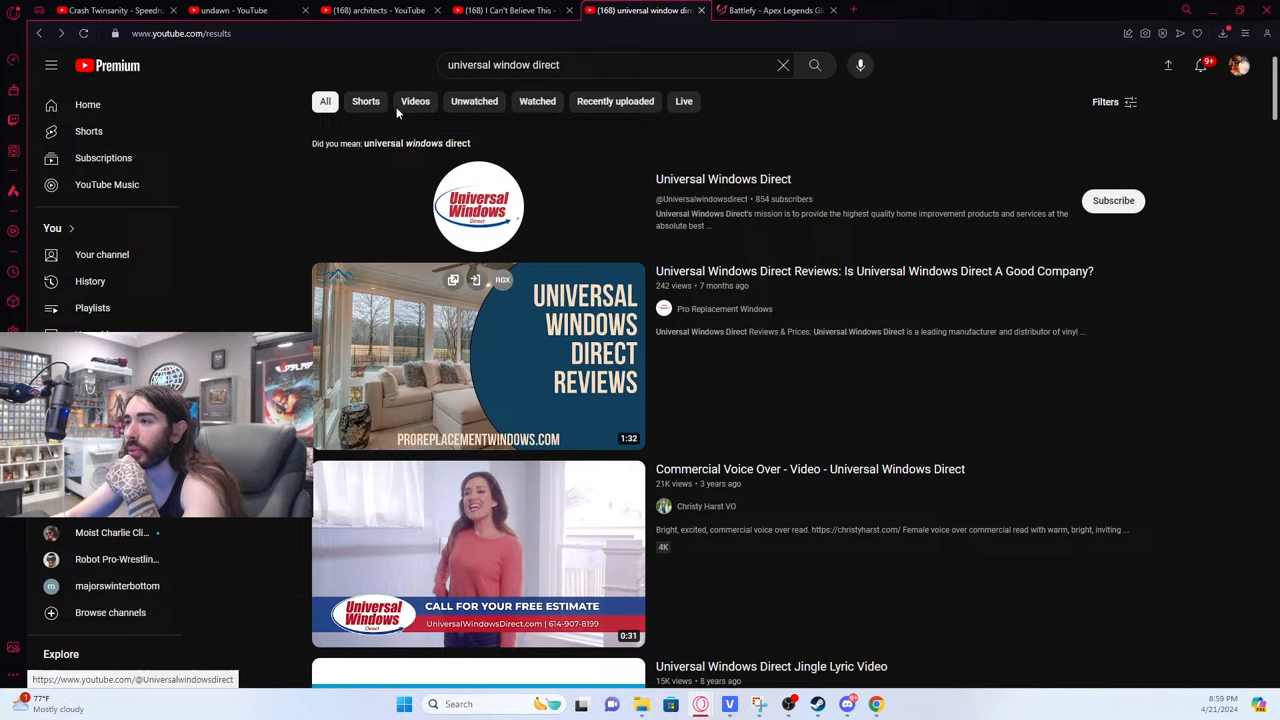 Crash Twinsanity - Speedru
undawn - YouTube
(168) architects - YouTube
(168) I Can't Believe This -
(168) universal window dire
Battlefy - Apex Legends Gl
www.youtube.com/results
Premium
universal window direct
9+
All
Shorts
Videos
Unwatched
Watched
Recently uploaded
Live
Filters
Home
Shorts
Subscriptions
YouTube Music
You
Your channel
History
Playlists
Did you mean: universal windows direct
Universal
Windows
Direct
Universal Windows Direct
@Universalwindowsdirect • 854 subscribers
Universal Windows Direct's mission is to provide the highest quality home improvement products and services at the
absolute best ...
Subscribe
RGX
UNIVERSAL
WINDOWS
DIRECT
REVIEWS
PROREPLACEMENTWINDOWS.COM
1:32
Universal Windows Direct Reviews: Is Universal Windows Direct A Good Company?
242 views • 7 months ago
Pro Replacement Windows
Universal Windows Direct Reviews & Prices: Universal Windows Direct is a leading manufacturer and distributor of vinyl ...
Universal
Windows
Direct
CALL FOR YOUR FREE ESTIMATE
UniversalWindowsDirect.com | 614-907-8199
0:31
Commercial Voice Over - Video - Universal Windows Direct
21K views • 3 years ago
Christy Harst VO
Bright, excited, commercial voice over read. https://christyharst.com/ Female voice over commercial read with warm, bright, inviting ...
4K
Universal Windows Direct Jingle Lyric Video
15K views • 8 years ago
Moist Charlie Cli...
Robot Pro-Wrestlin...
majorswinterbottom
Browse channels
Explore
https://www.youtube.com/@Universalwindowsdirect
1
77°F
Mostly cloudy
Search
9+
8:59 PM
4/21/2024